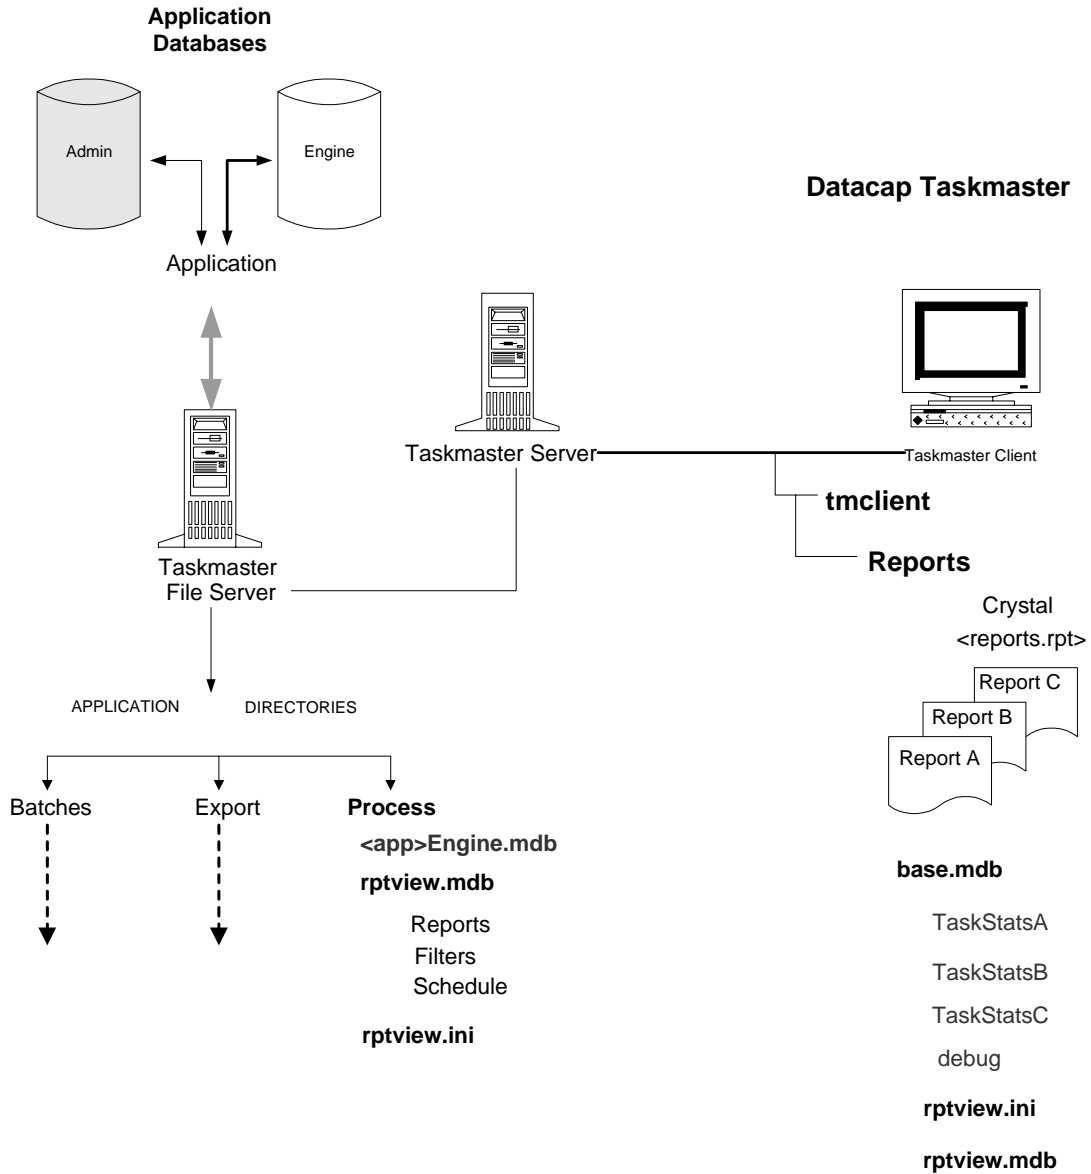 Application
Databases
Admin
Engine
Datacap Taskmaster
Application
Taskmaster Server
Taskmaster Client
tmclient
Taskmaster
File Server
Reports
Crystal
<reports.rpt>
Report C
Report B
Report A
APPLICATION DIRECTORIES
Batches
Export
Process
<app>Engine.mdb
rptview.mdb
Reports
Filters
Schedule
rptview.ini
base.mdb
TaskStatsA
TaskStatsB
TaskStatsC
debug
rptview.ini
rptview.mdb